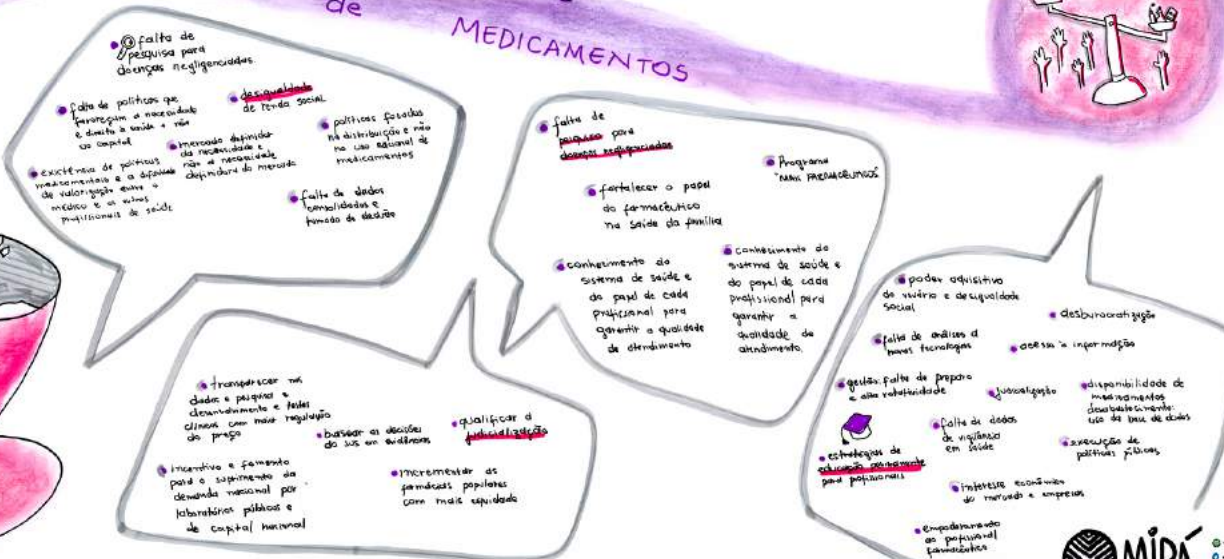 de
MEDICAMENTOS
falta de
pesquisa para
doenças negligenciadas
falta de políticas que
favoreçam a necessidade
e direito à saúde e não
ao capital
desigualdade
de renda social
mercado definidor
da necessidade e
não a necessidade
definidora do mercado
políticas focadas
na distribuição e não
no uso racional de
medicamentos
existência de políticas
medicamentais e a
de valorização entre o
médico e os outros
profissionais de saúde
falta de dados
consolidados e
tomada de decisão
falta de
pesquisa para
doenças negligenciadas
Programa
"MAIS FARMACÊUTICOS"
fortalecer o papel
do farmacêutico
na saúde da família
conhecimento do
sistema de saúde e
do papel de cada
profissional para
garantir a qualidade
de atendimento
conhecimento do
sistema de saúde e
do papel de cada
profissional para
garantir a
qualidade do
atendimento
transparecer nos
dados e pesquisa e
desenvolvimento e testes
clínicos com maior regulação
do preço
basear as decisões
do sus em evidências
qualificar a
judicialização
incentivo e fomento
para o suprimento da
demanda nacional por
laboratórios públicos e
de capital nacional
incrementar as
farmácias populares
com mais equidade
poder aquisitivo
do usuário e desigualdade
social
desburocratização
falta de análises d
novas tecnologias
acesso à informação
gestão: falta de preparo
e alta rotatividade
judicialização
disponibilidade de
medicamentos
desabastecimento:
uso da base de dados
estratégias de
educação permanente
para profissionais
falta de dados
de vigilância
em saúde
execução de
políticas públicas
interesse econômico
do mercado e empresas
empoderamento
ao profissional
farmacêutico
MIDÁ